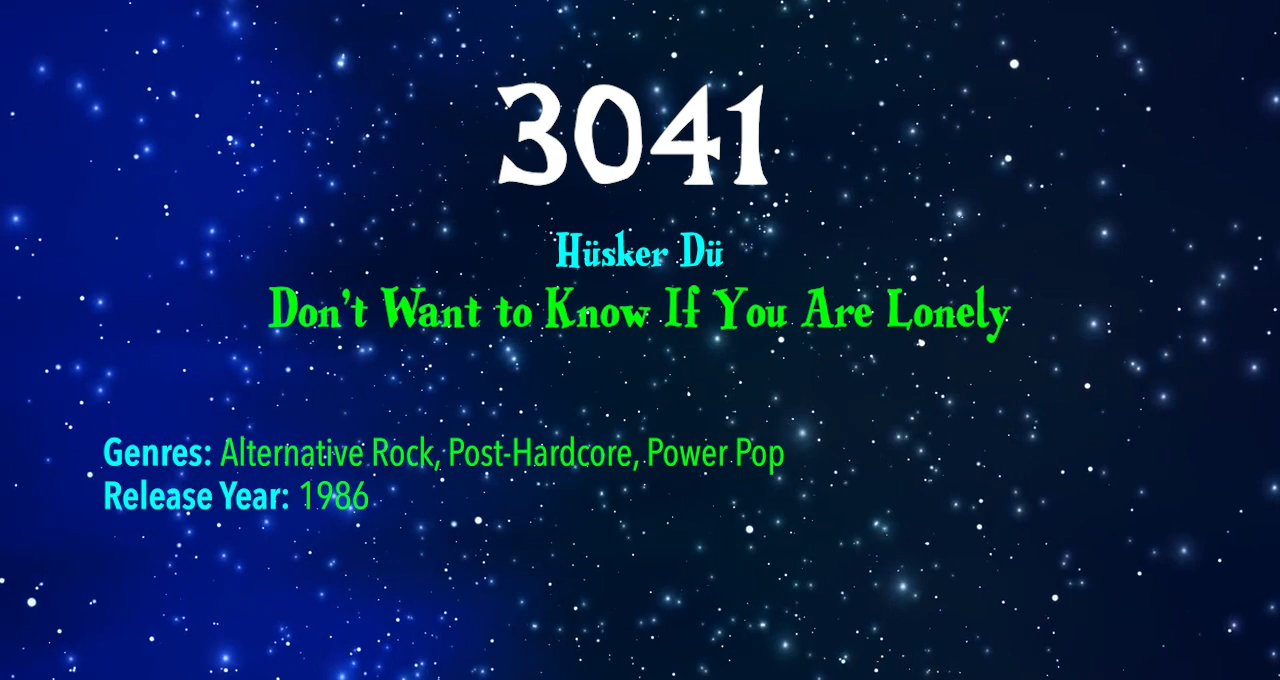 3041
Hüsker Dü
Don't Want to Know If You Are Lonely
Genres: Alternative Rock, Post-Hardcore, Power Pop
Release Year: 1986